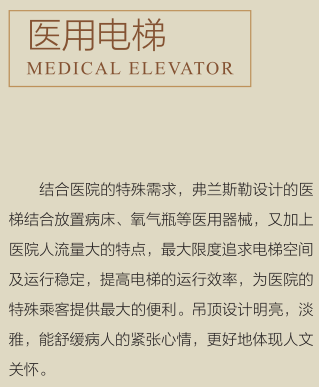 医用电梯
MEDICAL ELEVATOR
结合医院的特殊需求，弗兰斯勒设计的医
梯结合放置病床、氧气瓶等医用器械，又加上
医院人流量大的特点，最大限度追求电梯空间
及运行稳定，提高电梯的运行效率，为医院的
特殊乘客提供最大的便利。吊顶设计明亮，淡
雅，能舒缓病人的紧张心情，更好地体现人文
关怀。